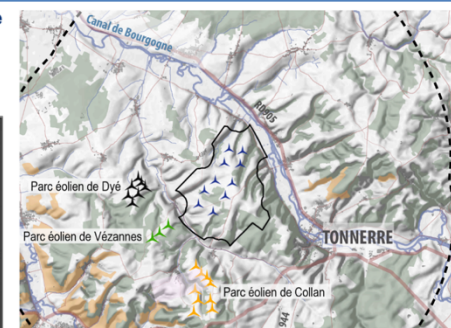 e
Canal de Bourgogne
RD905
Parc éolien de Dyé
Parc éolien de Vézannes
TONNERRE
Parc éolien de Collan
944